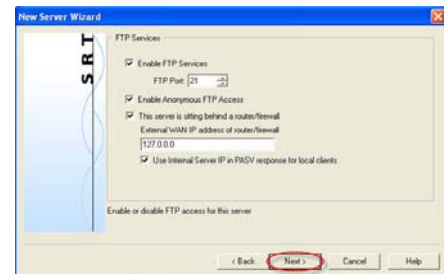 New Server Wizard
SRT
FTP Services
Enable FTP Services
FTP Port: 21
Enable Anonymous FTP Access
This server is sitting behind a router/firewall
External WAN IP address of router/firewall
127.0.0.0
Use Internal Server IP in PASV response for local clients
Enable or disable FTP access for this server
< Back
Next >
Cancel
Help